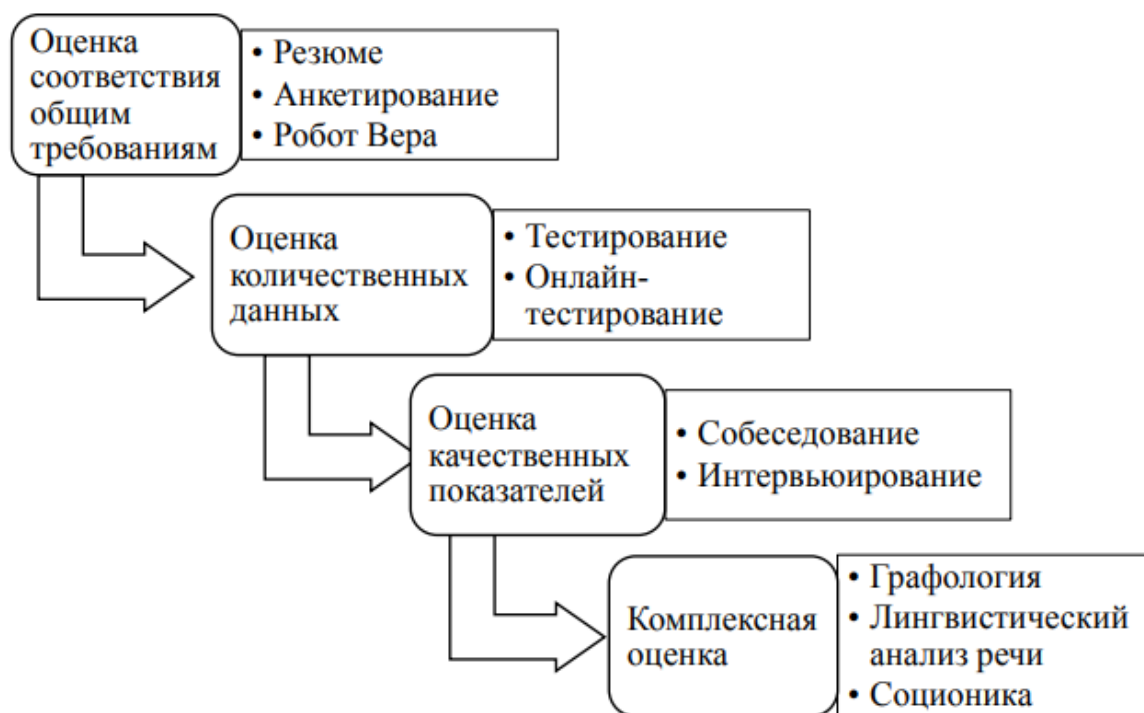 Оценка
соответствия
общим
требованиям
• Резюме
• Анкетирование
• Робот Вера
Оценка
количественных
данных
• Тестирование
• Онлайн-
тестирование
Оценка
качественных
показателей
• Собеседование
• Интервьюирование
Комплексная
оценка
• Графология
• Лингвистический
анализ речи
• Соционика